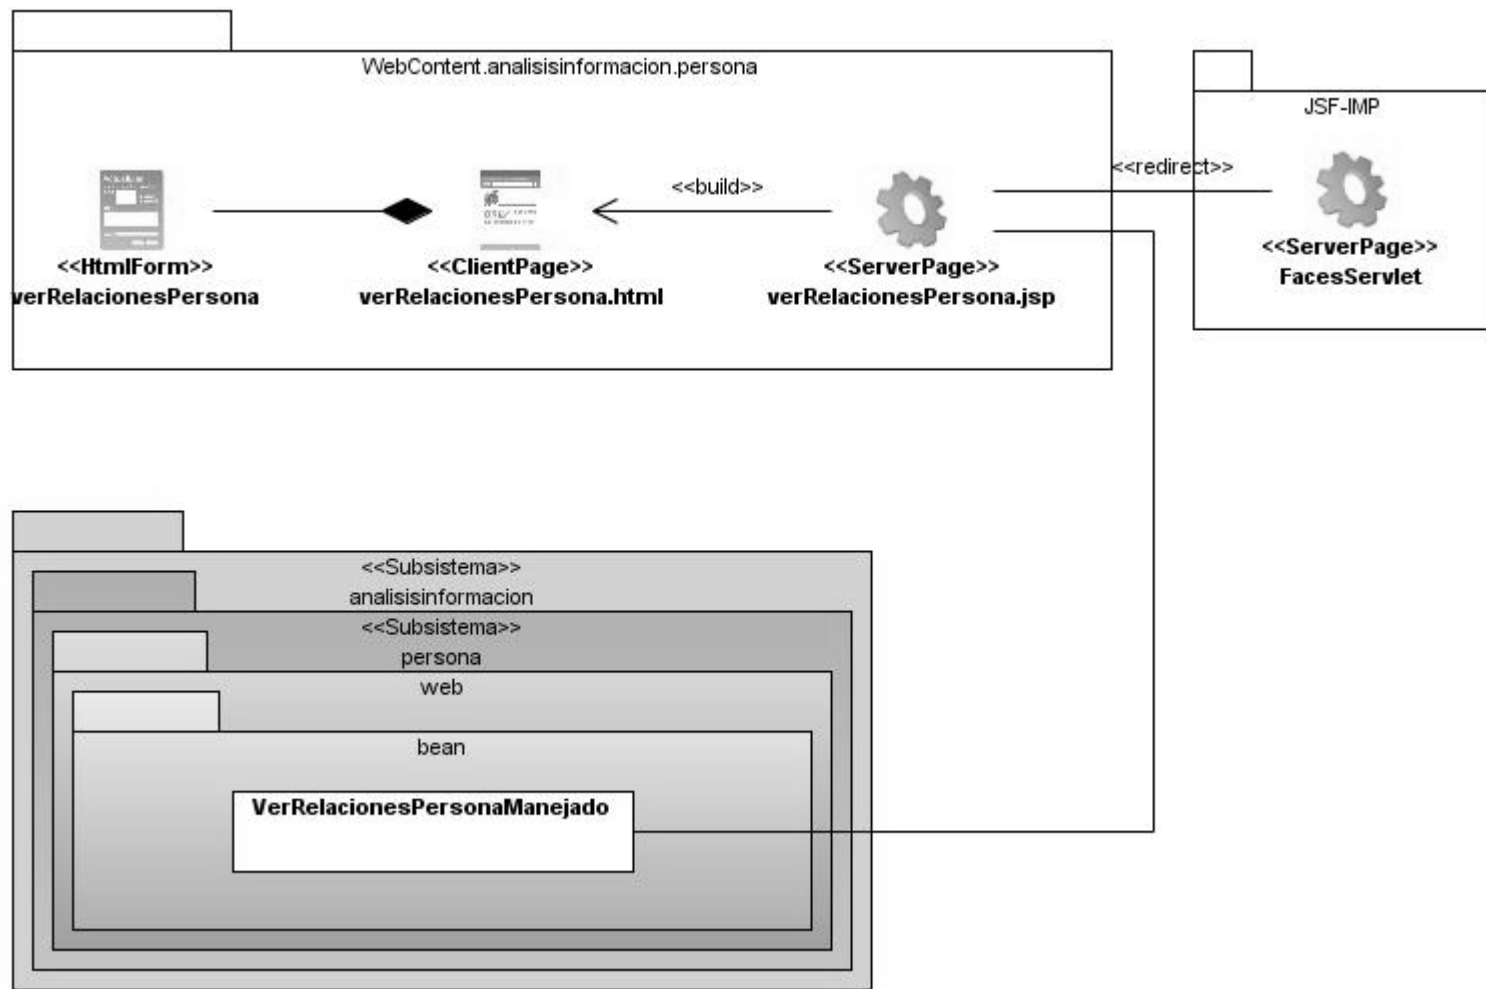 WebContent.analisisinformacion.persona
JSF-IMP
<<build>>
<<redirect>>
<<HtmlForm>>
verRelacionesPersona
<<ClientPage>>
verRelacionesPersona.html
<<ServerPage>>
verRelacionesPersona.jsp
<<ServerPage>>
FacesServlet
<<Subsistema>>
analisisinformacion
<<Subsistema>>
persona
web
bean
VerRelacionesPersonaManejado